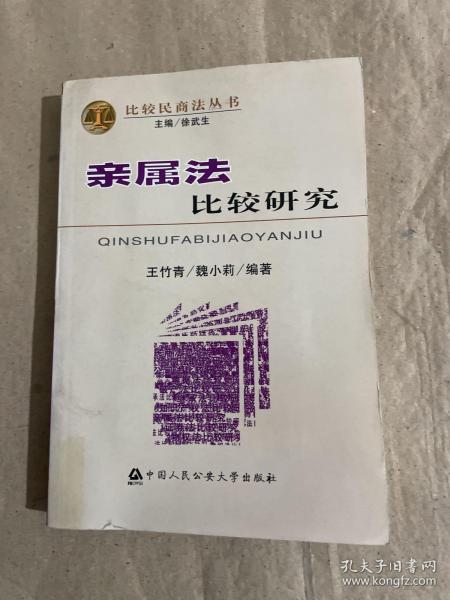 比较民商法丛书
主编/徐武生
亲属法
比较研究
QINSHUFABIJIAOYANJIU
王竹青/魏小莉/编著
中国人民公安大学出版社
孔夫子旧书网
www.kongfz.com